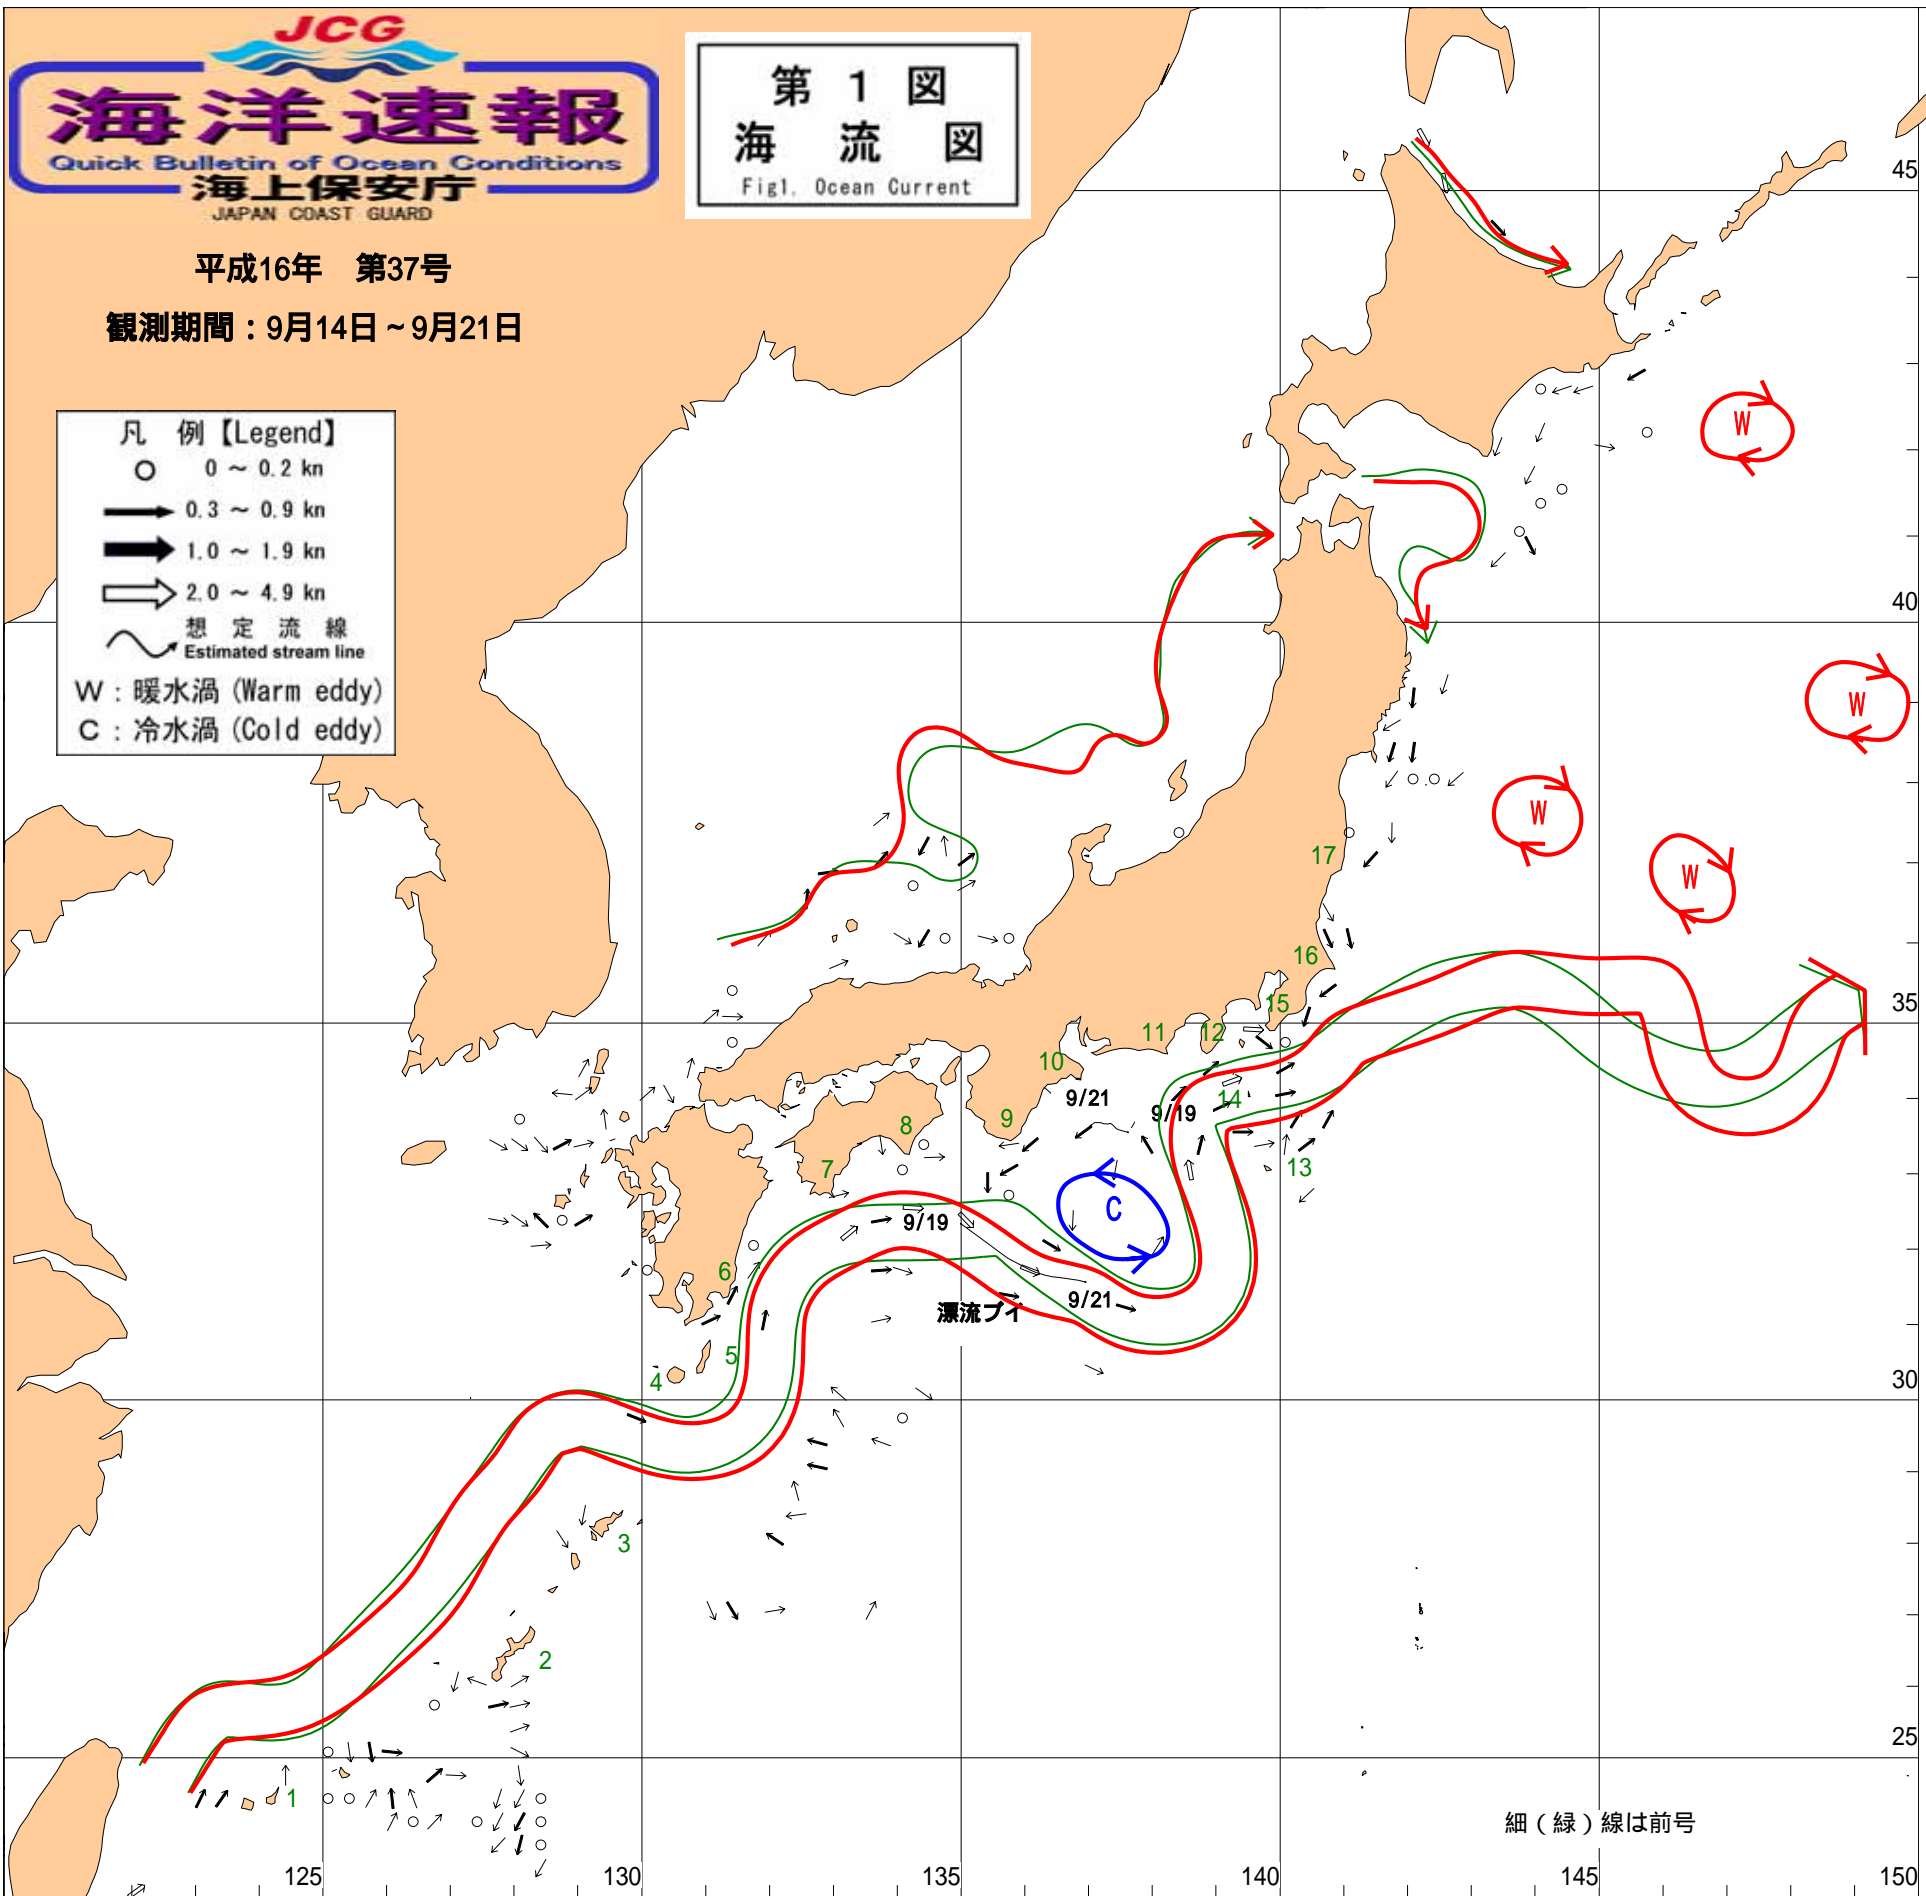 JCG
海洋速報
Quick Bulletin of Ocean Conditions
海上保安庁
JAPAN COAST GUARD
平成16年　第37号
観測期間：9月14日～9月21日
第 1 図
海 流 図
Fig1. Ocean Current
凡 例【Legend】
0 ～ 0.2 kn
0.3 ～ 0.9 kn
1.0 ～ 1.9 kn
2.0 ～ 4.9 kn
想 定 流 線
Estimated stream line
W：暖水渦 (Warm eddy)
C：冷水渦 (Cold eddy)
45
W
40
W
W
W
17
16
35
15
11
12
10
14
9/21
9/19
9
8
7
13
C
9/19
6
9/21
漂流ブイ
5
4
30
3
2
25
1
細（緑）線は前号
125
130
135
140
145
150